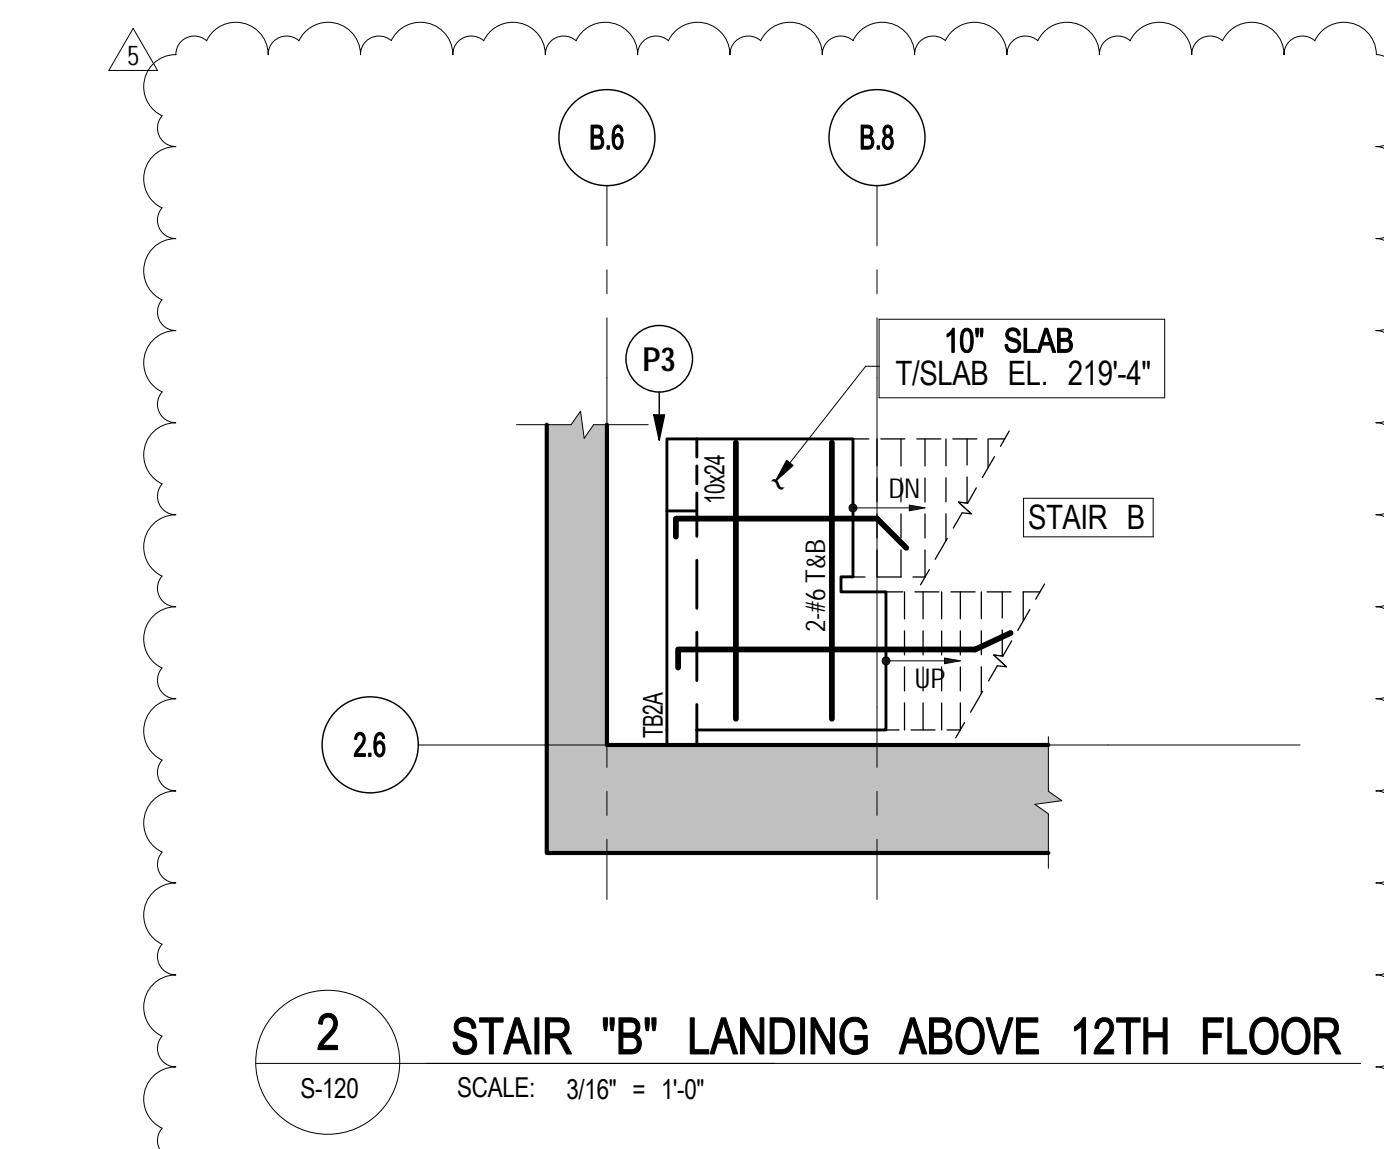 5
B.6
B.8
P3
10" SLAB
T/SLAB EL. 219'-4"
10x24
DN
STAIR B
2-#6 T&B
UP
TB2A
2.6
2
S-120
STAIR "B" LANDING ABOVE 12TH FLOOR
SCALE: 3/16" = 1'-0"